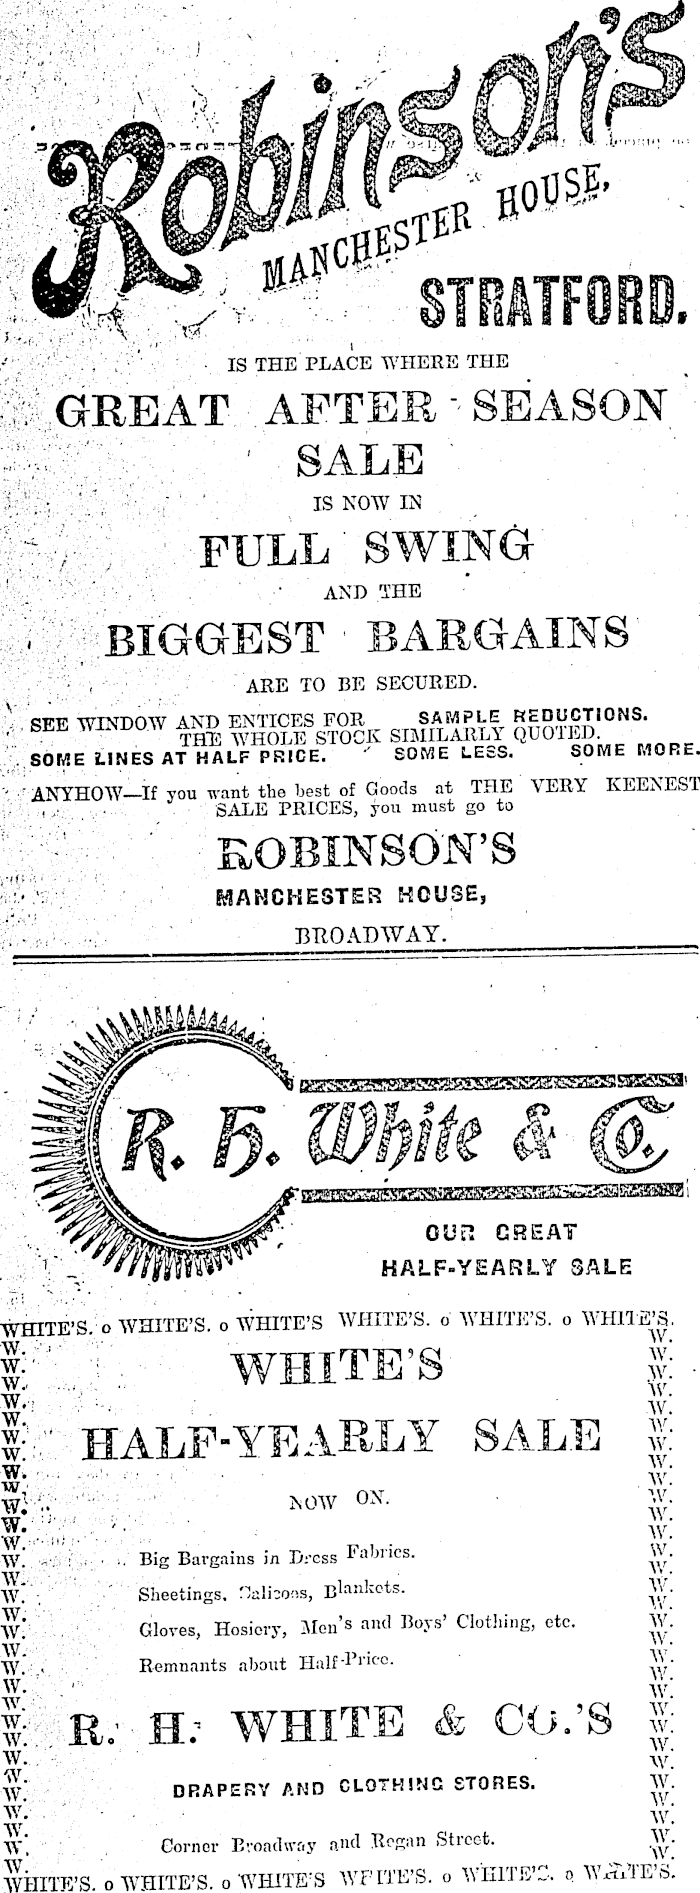 Robinson's
MANCHESTER HOUSE,
STRATFORD.
IS THE PLACE WHERE THE
GREAT AFTER-SEASON
SALE
IS NOW IN
FULL SWING
AND THE
BIGGEST BARGAINS
ARE TO BE SECURED.
SEE WINDOW AND ENTICES FOR SAMPLE REDUCTIONS.
THE WHOLE STOCK SIMILARLY QUOTED.
SOME LINES AT HALF PRICE. SOME LESS. SOME MORE.
ANYHOW—If you want the best of Goods at THE VERY KEENEST
SALE PRICES, you must go to
ROBINSON'S
MANCHESTER HOUSE,
BROADWAY.
R. H. White & Co.
OUR GREAT
HALF-YEARLY SALE
WHITE'S. o WHITE'S. o WHITE'S WHITE'S. o WHITE'S. o WHITE'S.
WHITE'S
HALF-YEARLY SALE
NOW ON.
Big Bargains in Dress Fabrics.
Sheetings, Calicoes, Blankets.
Gloves, Hosiery, Men's and Boys' Clothing, etc.
Remnants about Half-Price.
R. H. WHITE & CO.'S
DRAPERY AND CLOTHING STORES.
Corner Broadway and Regan Street.
WHITE'S. o WHITE'S. o WHITE'S WHITE'S. o WHITE'S. o WHITE'S.